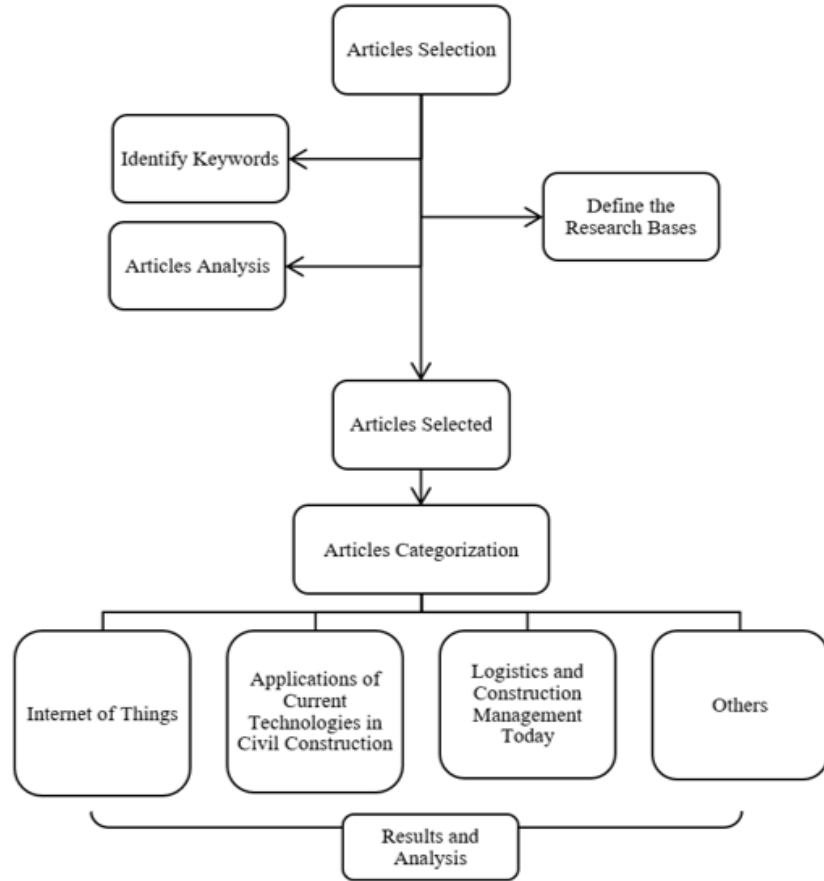 Articles Selection
Identify Keywords
Define the
Research Bases
Articles Analysis
Articles Selected
Articles Categorization
Internet of Things
Applications of
Current
Technologies in
Civil Construction
Logistics and
Construction
Management
Today
Others
Results and
Analysis